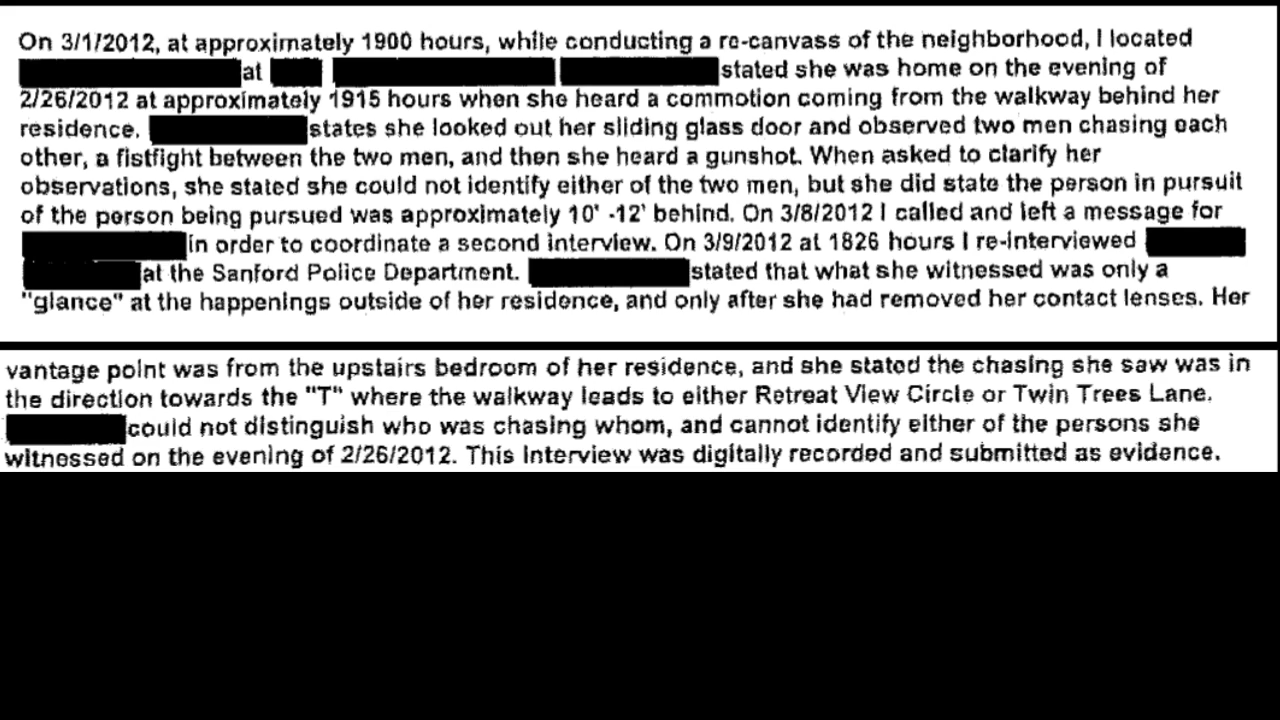 On 3/1/2012, at approximately 1900 hours, while conducting a re-canvass of the neighborhood, I located
at stated she was home on the evening of
2/26/2012 at approximately 1915 hours when she heard a commotion coming from the walkway behind her
residence. states she looked out her sliding glass door and observed two men chasing each
other, a fistfight between the two men, and then she heard a gunshot. When asked to clarify her
observations, she stated she could not identify either of the two men, but she did state the person in pursuit
of the person being pursued was approximately 10' -12' behind. On 3/8/2012 I called and left a message for
in order to coordinate a second interview. On 3/9/2012 at 1826 hours I re-interviewed
at the Sanford Police Department. stated that what she witnessed was only a
"glance" at the happenings outside of her residence, and only after she had removed her contact lenses. Her
vantage point was from the upstairs bedroom of her residence, and she stated the chasing she saw was in
the direction towards the "T" where the walkway leads to either Retreat View Circle or Twin Trees Lane.
could not distinguish who was chasing whom, and cannot identify either of the persons she
witnessed on the evening of 2/26/2012. This interview was digitally recorded and submitted as evidence.